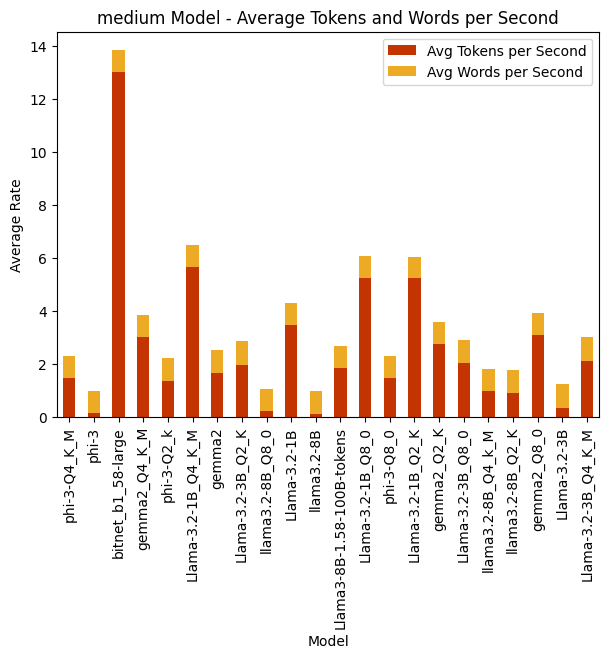 medium Model - Average Tokens and Words per Second
Avg Tokens per Second
Avg Words per Second
Average Rate
14
12
10
8
6
4
2
0
phi-3-Q4_K_M
phi-3
bitnet_b1_58-large
gemma2_Q4_K_M
phi-3-Q2_k
Llama-3.2-1B_Q4_K_M
gemma2
Llama-3.2-3B_Q2_K
llama3.2-8B_Q8_0
Llama-3.2-1B
llama3.2-8B
Llama3-8B-1.58-100B-tokens
Llama-3.2-1B_Q8_0
phi-3-Q8_0
Llama-3.2-1B_Q2_K
gemma2_Q2_K
Llama-3.2-3B_Q8_0
llama3.2-8B_Q4_k_M
llama3.2-8B_Q2_K
gemma2_Q8_0
Llama-3.2-3B
Llama-3.2-3B_Q4_K_M
Model